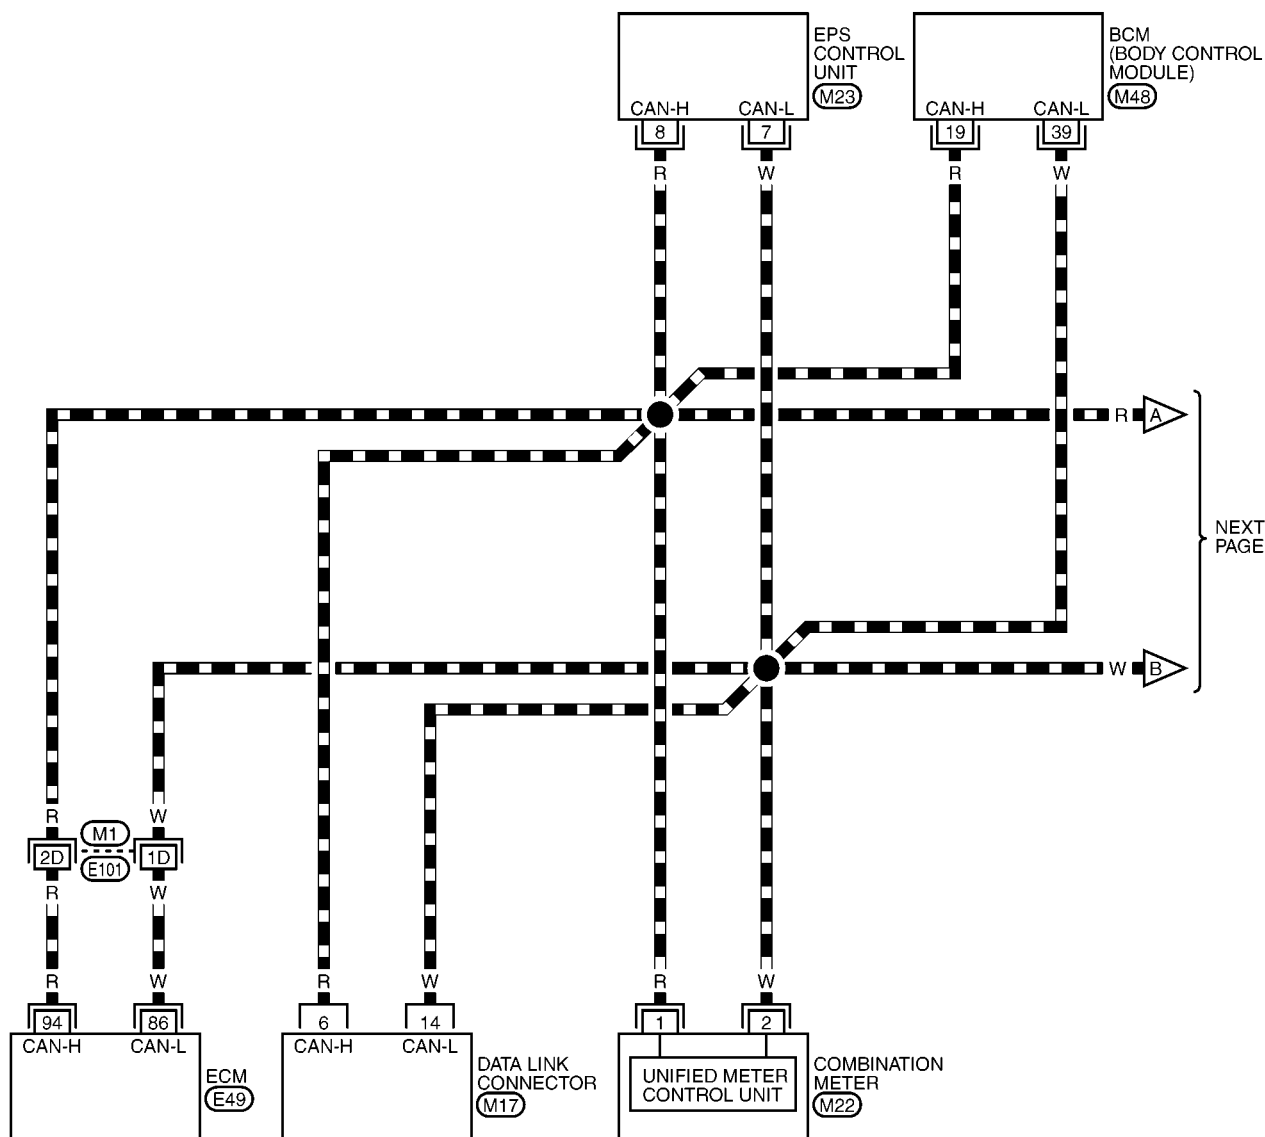 EPS
CONTROL
UNIT
M23
CAN-H
CAN-L
8
7
R
W
BCM
(BODY CONTROL
MODULE)
M48
CAN-H
CAN-L
19
39
R
W
R
A
NEXT
PAGE
W
B
R
W
M1
2D
1D
E101
R
W
R
W
R
W
R
W
94
86
6
14
1
2
CAN-H
CAN-L
CAN-H
CAN-L
ECM
E49
DATA LINK
CONNECTOR
M17
UNIFIED METER
CONTROL UNIT
COMBINATION
METER
M22